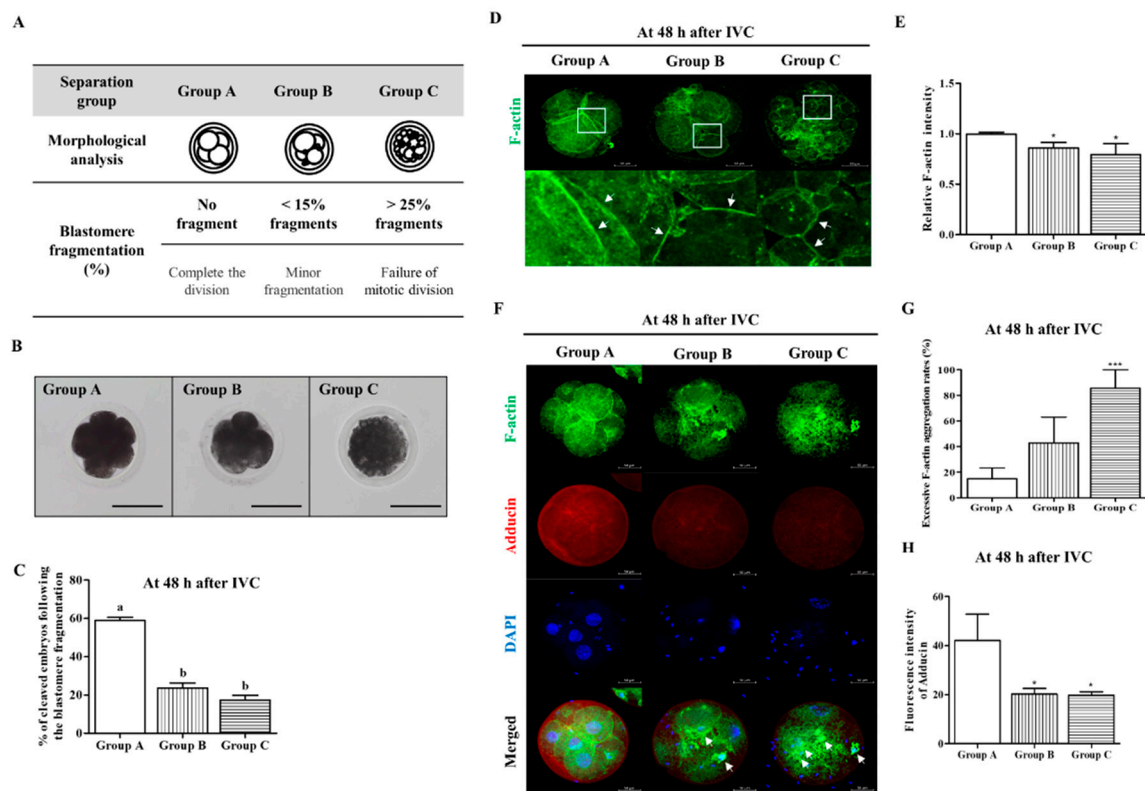 A
Separation group
Group A
Group B
Group C
Morphological analysis
Blastomere fragmentation (%)
No fragment
< 15% fragments
> 25% fragments
Complete the division
Minor fragmentation
Failure of mitotic division
B
Group A
Group B
Group C
C
At 48 h after IVC
% of cleaved embryos following the blastomere fragmentation
80
60
40
20
0
a
b
b
Group A
Group B
Group C
D
At 48 h after IVC
Group A
Group B
Group C
F-actin
E
Relative F-actin intensity
1.5
1.0
0.5
0.0
*
*
Group A
Group B
Group C
F
At 48 h after IVC
Group A
Group B
Group C
F-actin
Adducin
DAPI
Merged
G
At 48 h after IVC
Excessive F-actin aggregation rates (%)
100
80
60
40
20
0
***
Group A
Group B
Group C
H
At 48 h after IVC
Fluorescence intensity of Adducin
60
40
20
0
*
*
Group A
Group B
Group C